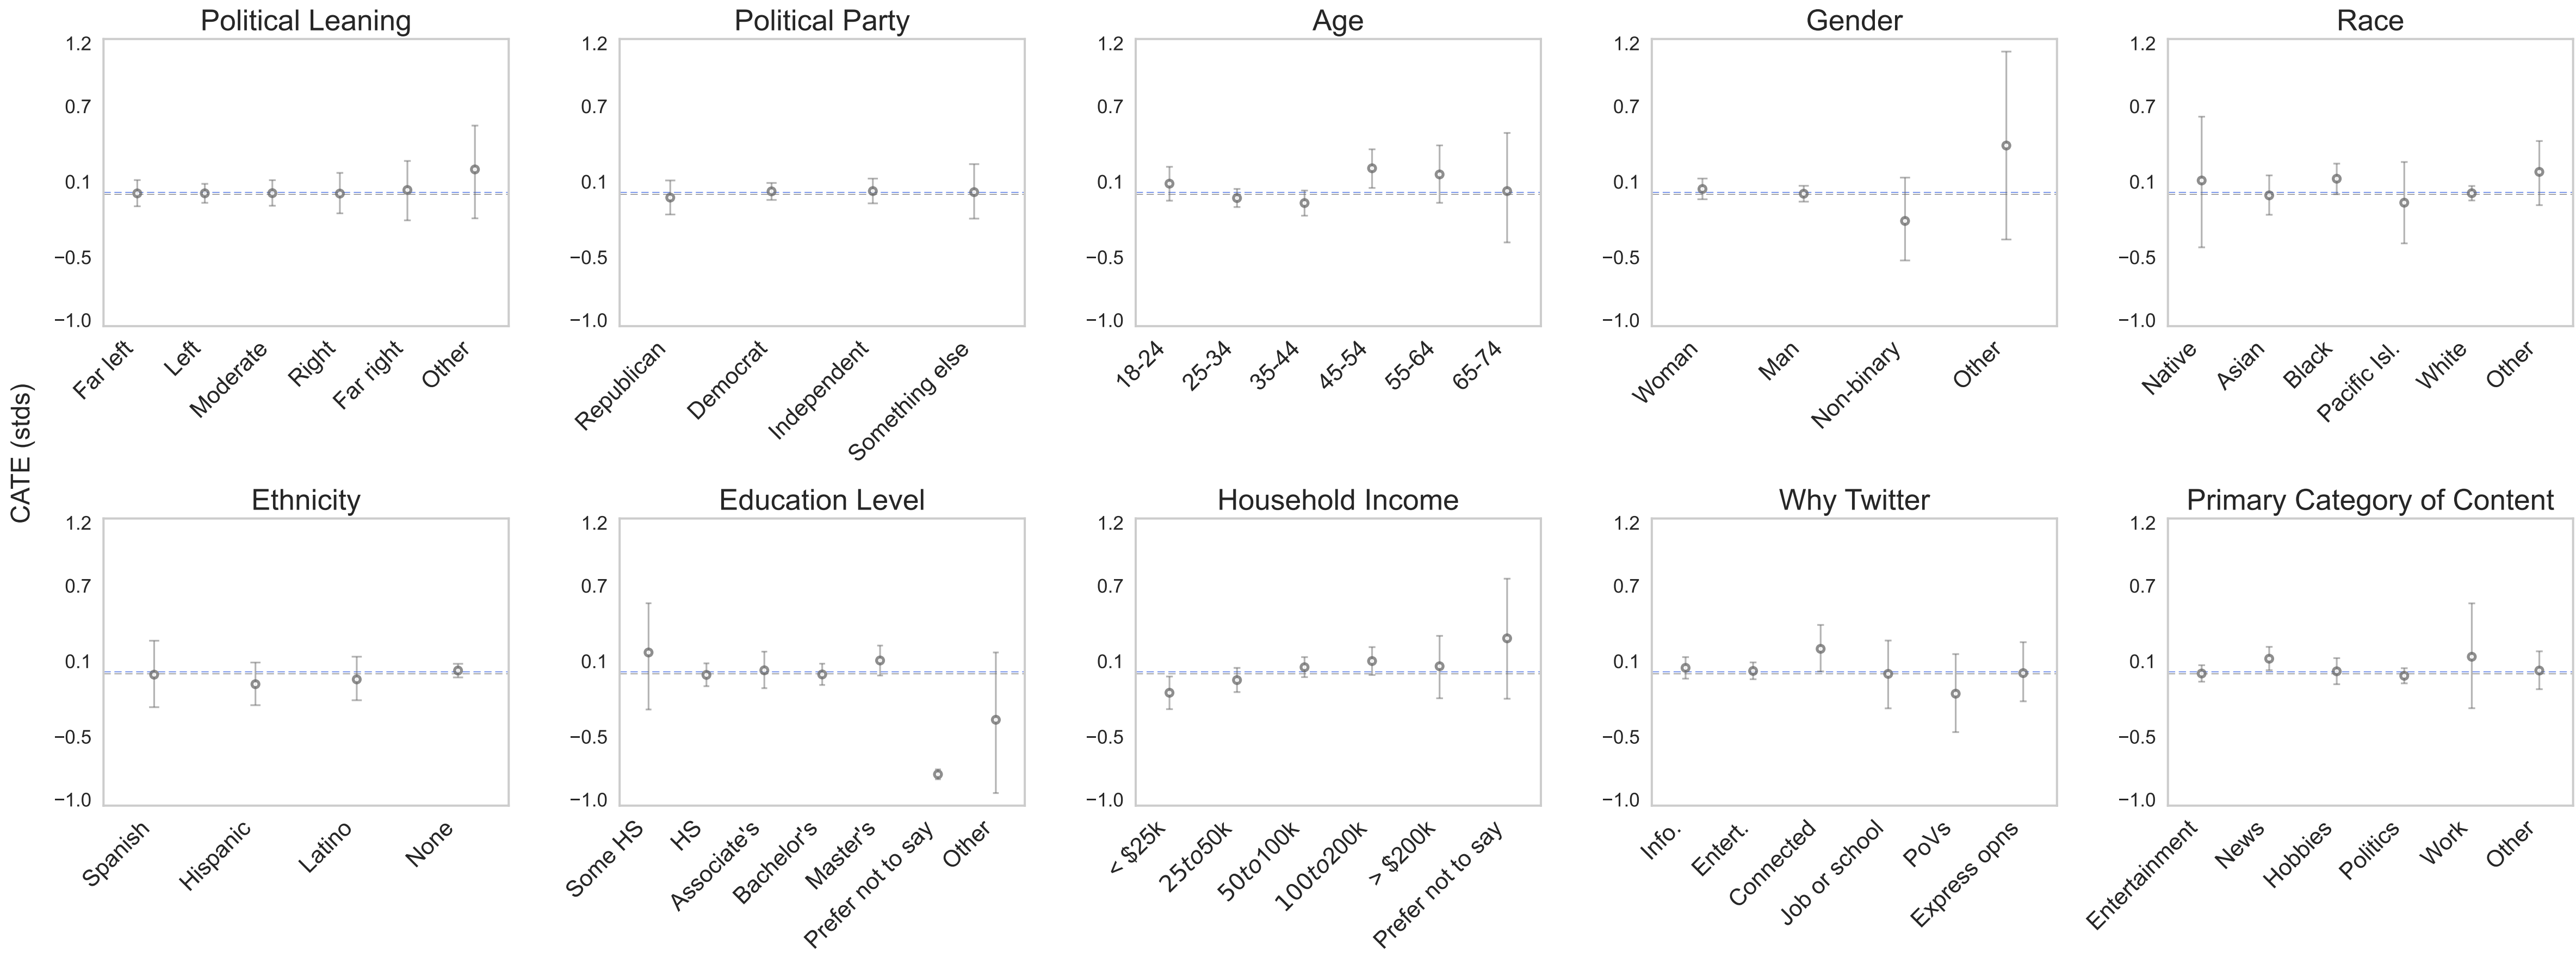 Political Leaning
Political Party
Age
Gender
Race
CATE (stds)
1.2
0.7
0.1
−0.5
−1.0
Far left
Left
Moderate
Right
Far right
Other
1.2
0.7
0.1
−0.5
−1.0
Republican
Democrat
Independent
Something else
1.2
0.7
0.1
−0.5
−1.0
18-24
25-34
35-44
45-54
55-64
65-74
1.2
0.7
0.1
−0.5
−1.0
Woman
Man
Non-binary
Other
1.2
0.7
0.1
−0.5
−1.0
Native
Asian
Black
Pacific Isl.
White
Other
Ethnicity
Education Level
Household Income
Why Twitter
Primary Category of Content
1.2
0.7
0.1
−0.5
−1.0
Spanish
Hispanic
Latino
None
1.2
0.7
0.1
−0.5
−1.0
Some HS
HS
Associate's
Bachelor's
Master's
Prefer not to say
Other
1.2
0.7
0.1
−0.5
−1.0
< $25k
25to50k
50to100k
100to200k
> $200k
Prefer not to say
1.2
0.7
0.1
−0.5
−1.0
Info.
Entert.
Connected
Job or school
PoVs
Express opns
1.2
0.7
0.1
−0.5
−1.0
Entertainment
News
Hobbies
Politics
Work
Other